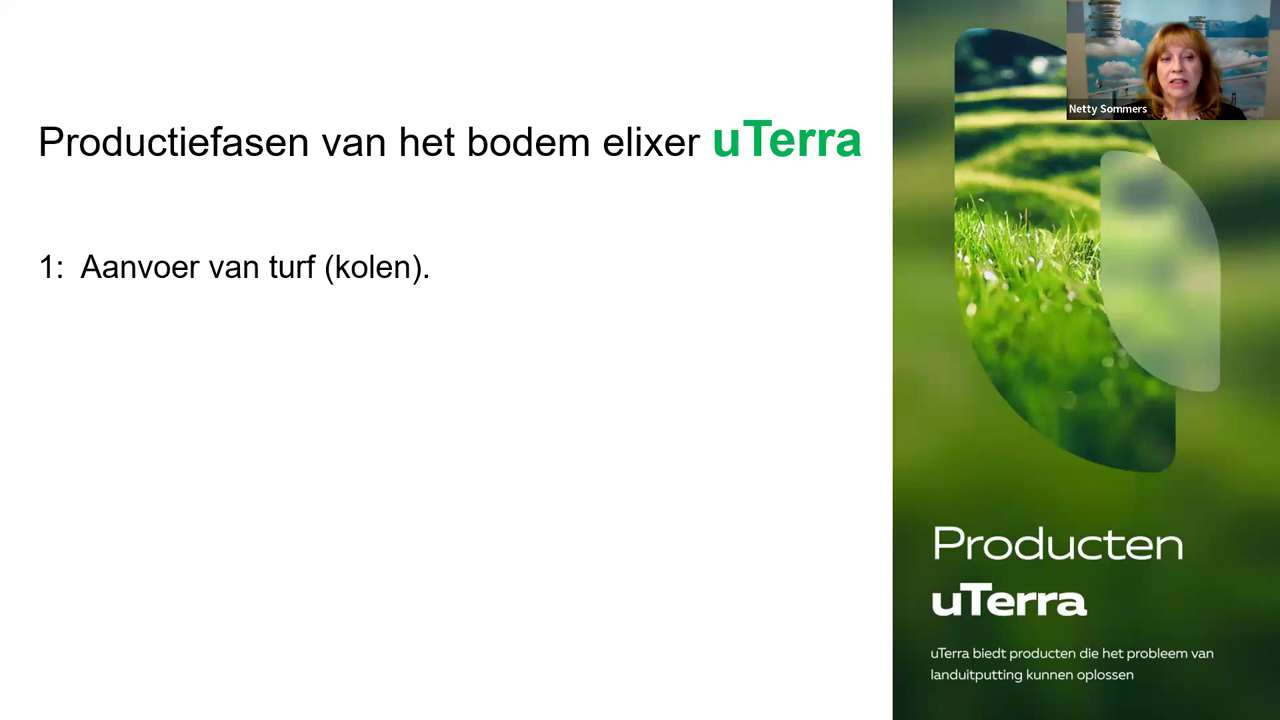 Productiefasen van het bodem elixer uTerra
1: Aanvoer van turf (kolen).
Netty Sommers
Producten
uTerra
uTerra biedt producten die het probleem van
landuitputting kunnen oplossen